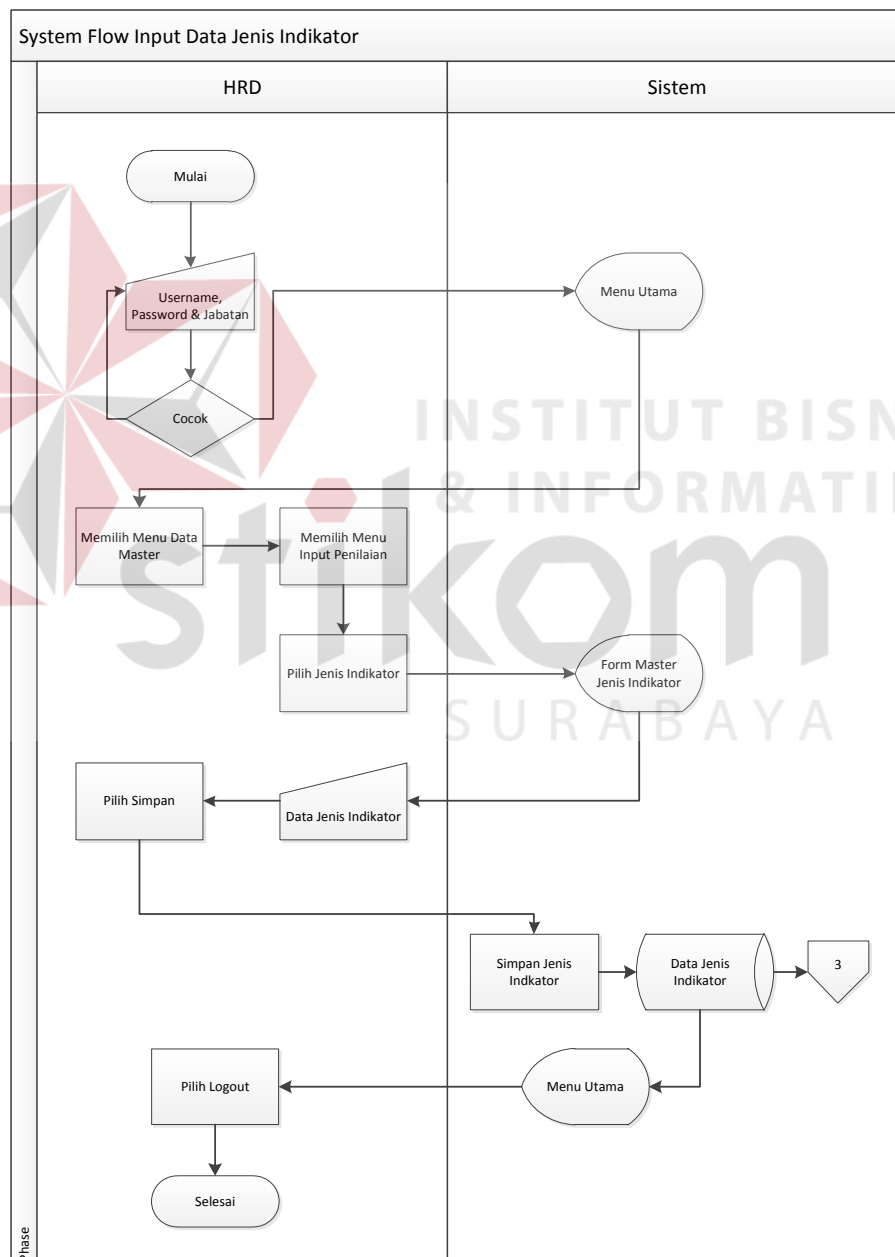 System Flow Input Data Jenis Indikator
HRD
Sistem
Mulai
Username,
Password & Jabatan
Menu Utama
Cocok
INSTITUT BISN
& INFORMATI
Memilih Menu Data
Master
Memilih Menu
Input Penilaian
stikom
Pilih Jenis Indikator
Form Master
Jenis Indikator
SURABAYA
Pilih Simpan
Data Jenis Indikator
Simpan Jenis
Indkator
Data Jenis
Indikator
3
Pilih Logout
Menu Utama
Selesai
Phase